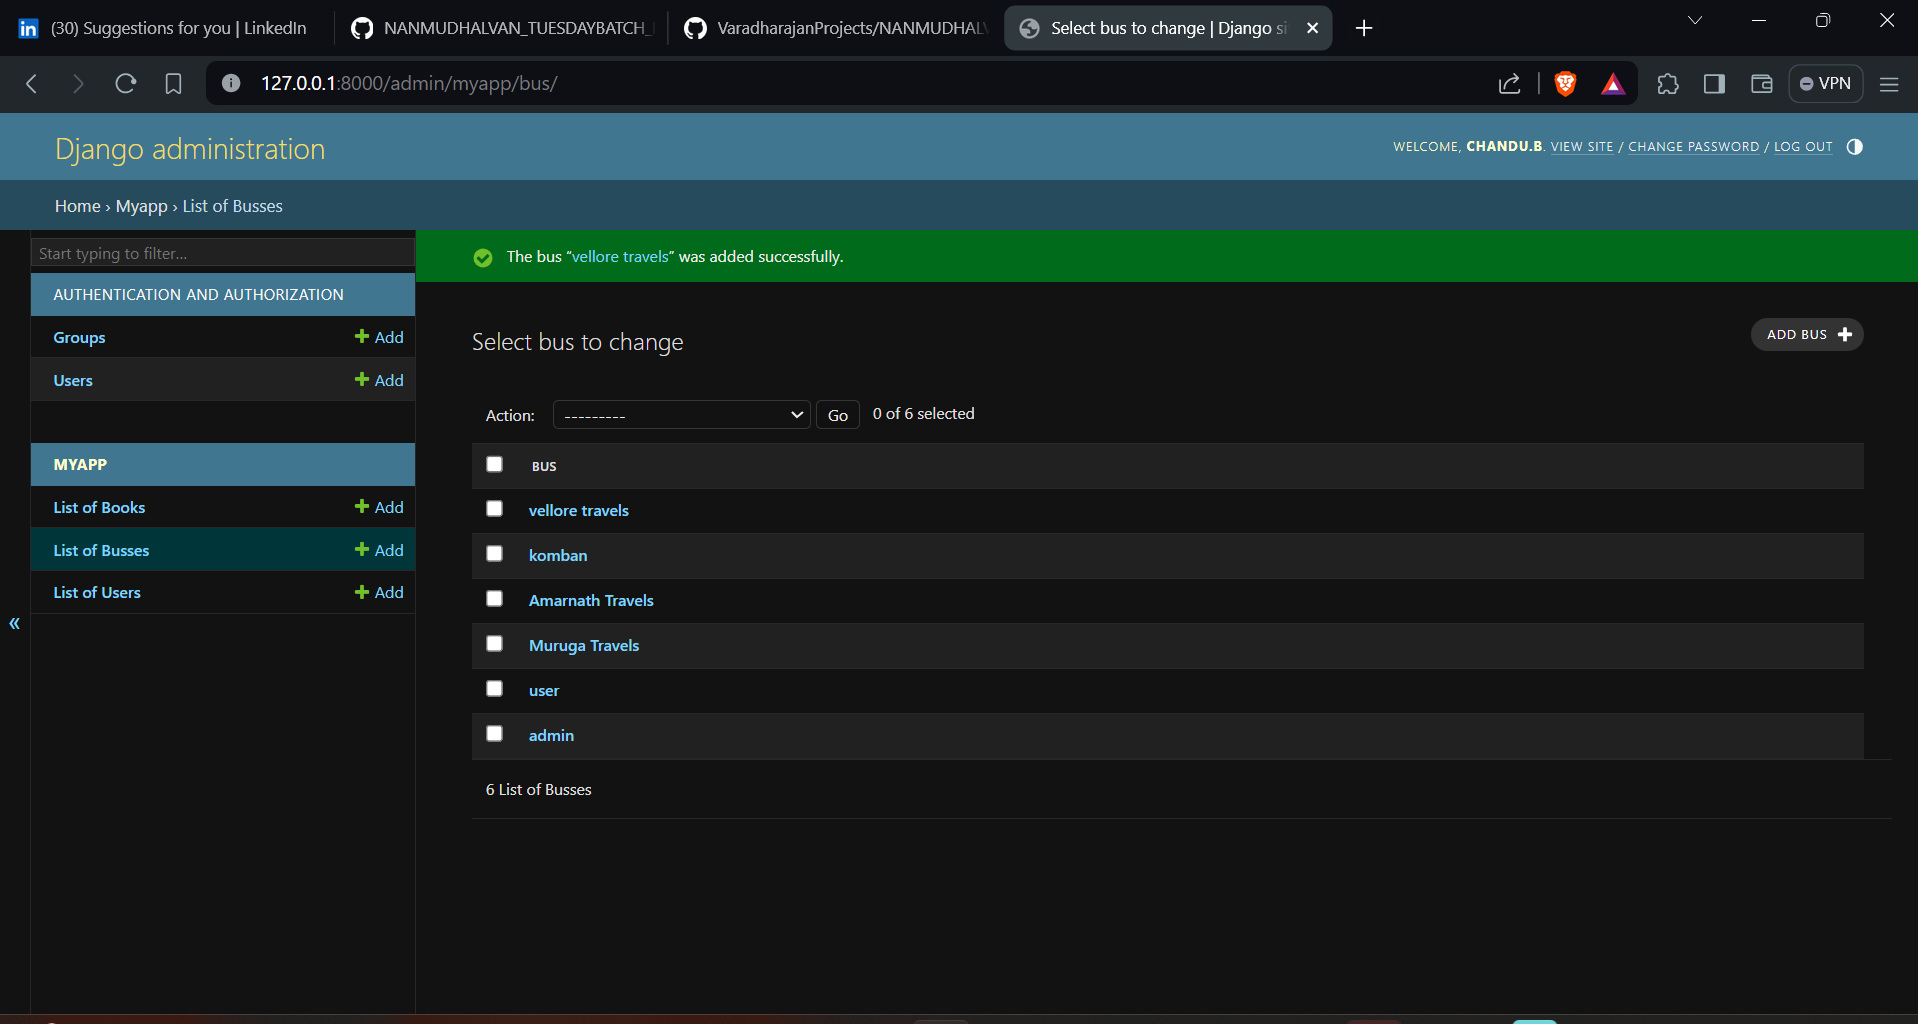 (30) Suggestions for you | LinkedIn
NANMUDHALVAN_TUESDAYBATCH_
VaradharajanProjects/NANMUDHAL
Select bus to change | Django si
127.0.0.1:8000/admin/myapp/bus/
VPN
Django administration
WELCOME, CHANDU.B. VIEW SITE / CHANGE PASSWORD / LOG OUT
Home › Myapp › List of Busses
Start typing to filter...
The bus “vellore travels” was added successfully.
AUTHENTICATION AND AUTHORIZATION
Groups Add
Users Add
MYAPP
List of Books Add
List of Busses Add
List of Users Add
«
Select bus to change
ADD BUS
Action: --------- Go 0 of 6 selected
BUS
vellore travels
komban
Amarnath Travels
Muruga Travels
user
admin
6 List of Busses